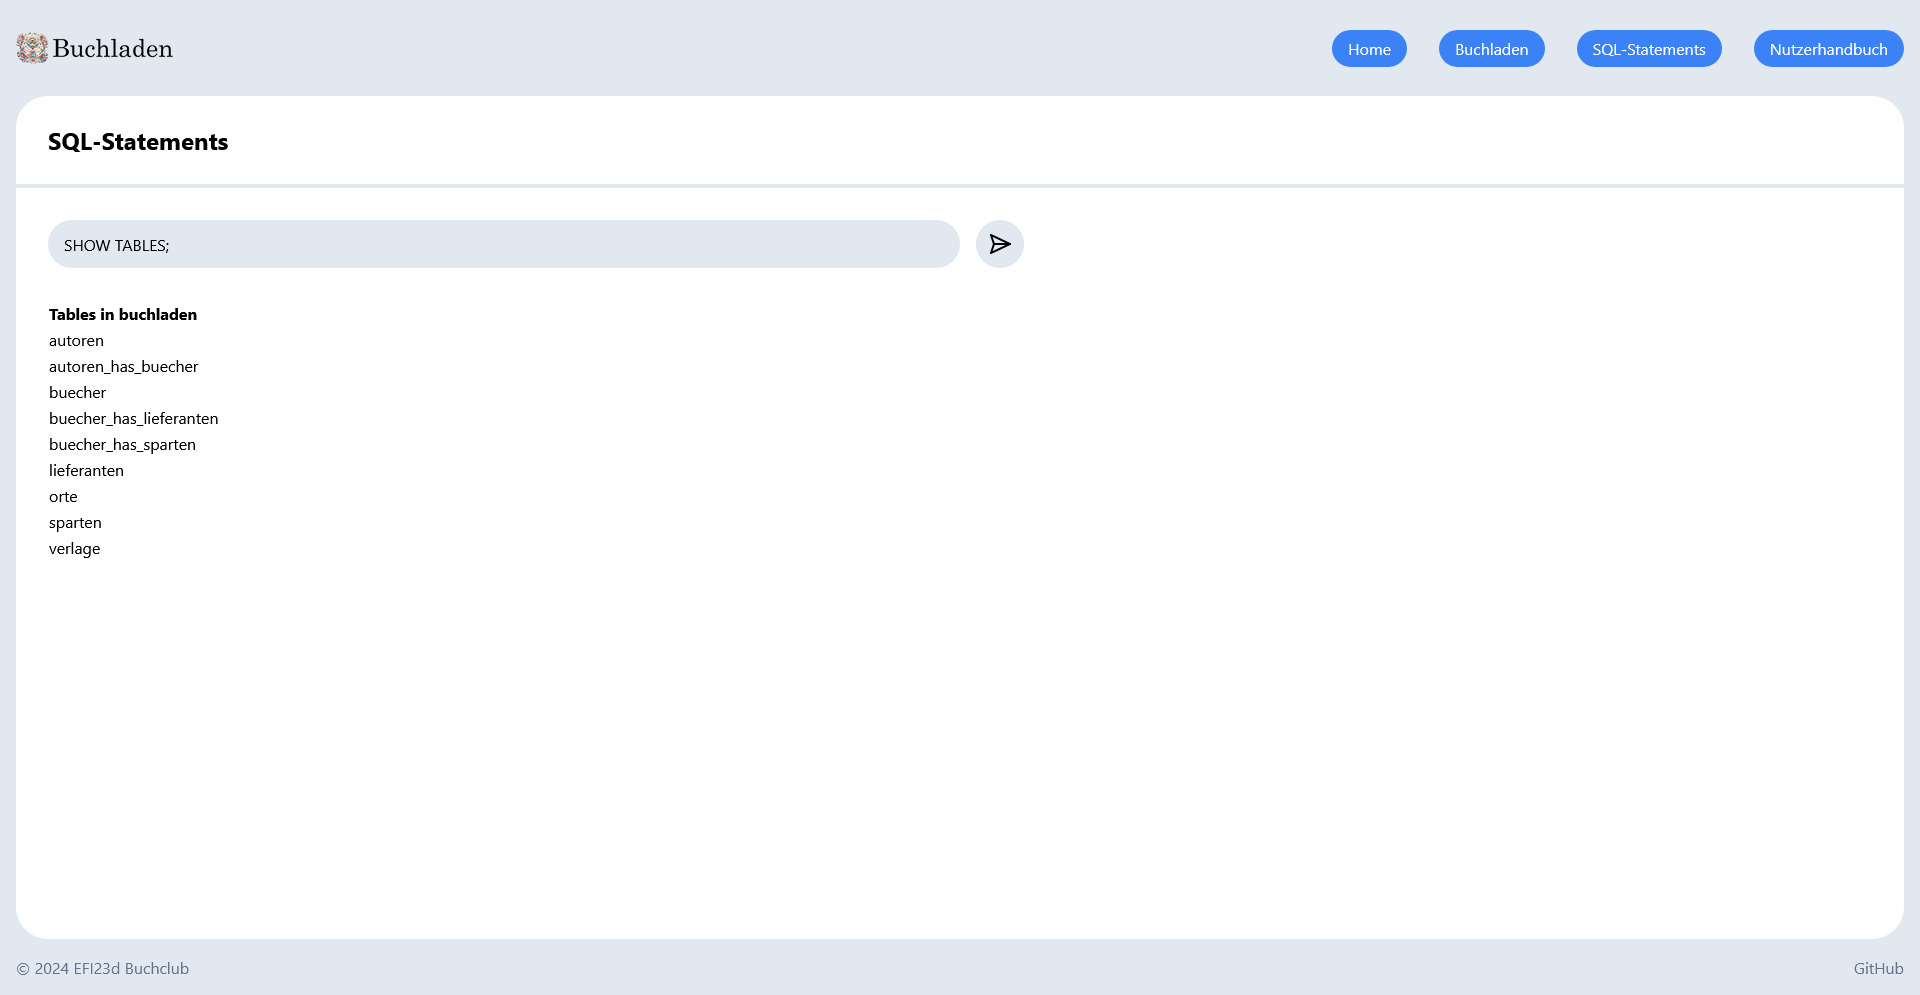 Buchladen
Home
Buchladen
SQL-Statements
Nutzerhandbuch
SQL-Statements
SHOW TABLES;
Tables in buchladen
autoren
autoren_has_buecher
buecher
buecher_has_lieferanten
buecher_has_sparten
lieferanten
orte
sparten
verlage
© 2024 EFI23d Buchclub
GitHub